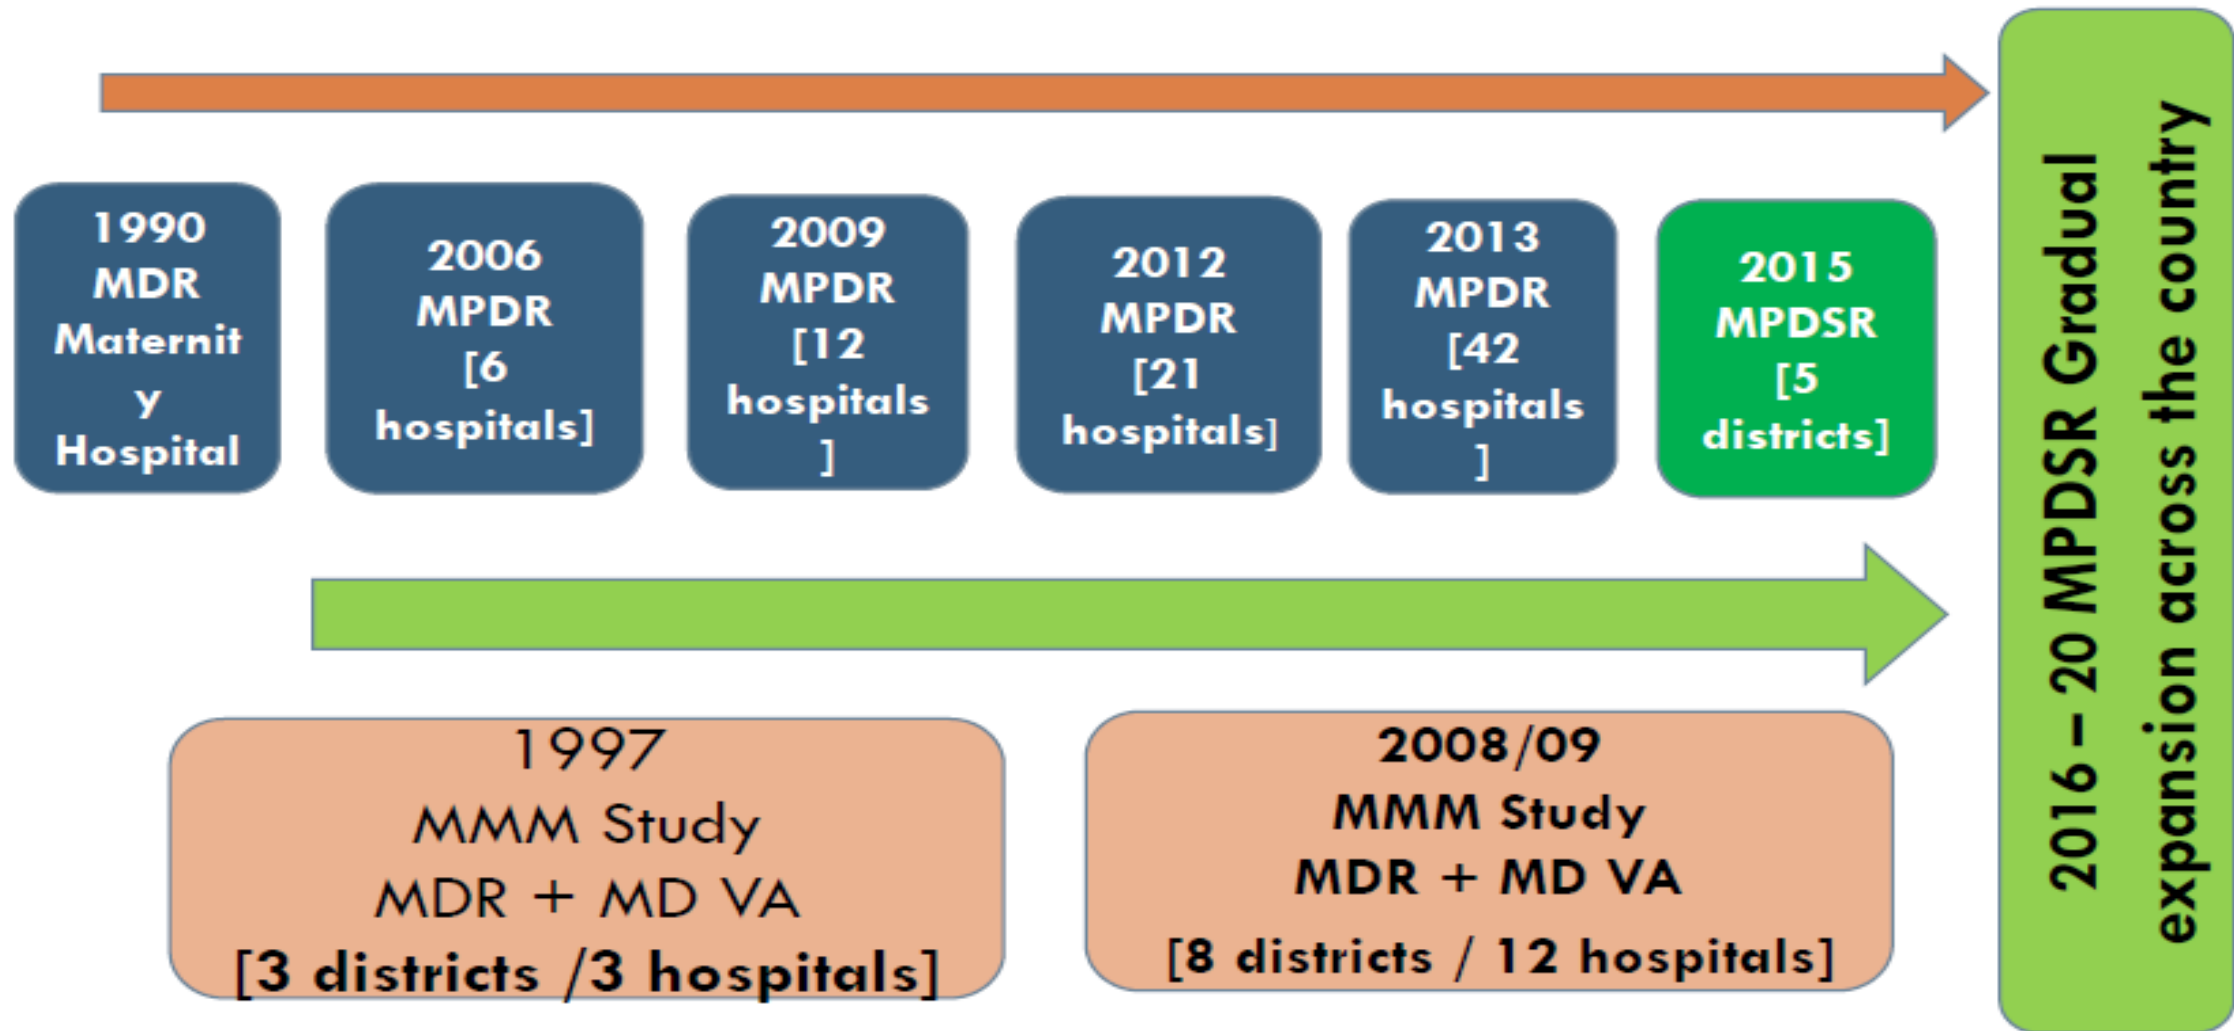 1990
MDR
Maternit
y
Hospital
2006
MPDR
[6
hospitals]
2009
MPDR
[12
hospitals
]
2012
MPDR
[21
hospitals]
2013
MPDR
[42
hospitals
]
2015
MPDSR
[5
districts]
1997
MMM Study
MDR + MD VA
[3 districts /3 hospitals]
2008/09
MMM Study
MDR + MD VA
[8 districts / 12 hospitals]
2016 – 20 MPDSR Gradual
expansion across the country